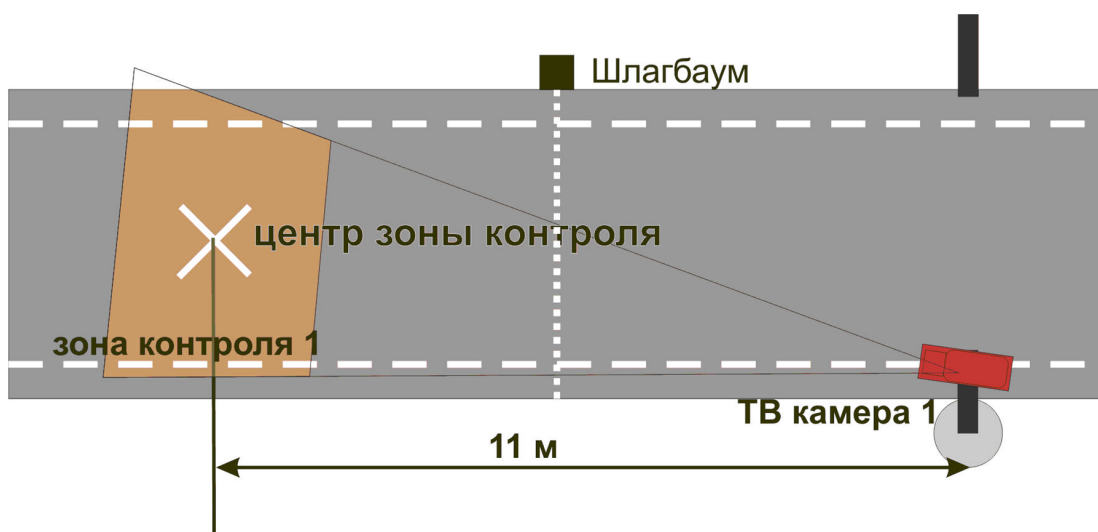 Шлагбаум
центр зоны контроля
зона контроля 1
ТВ камера 1
11 м